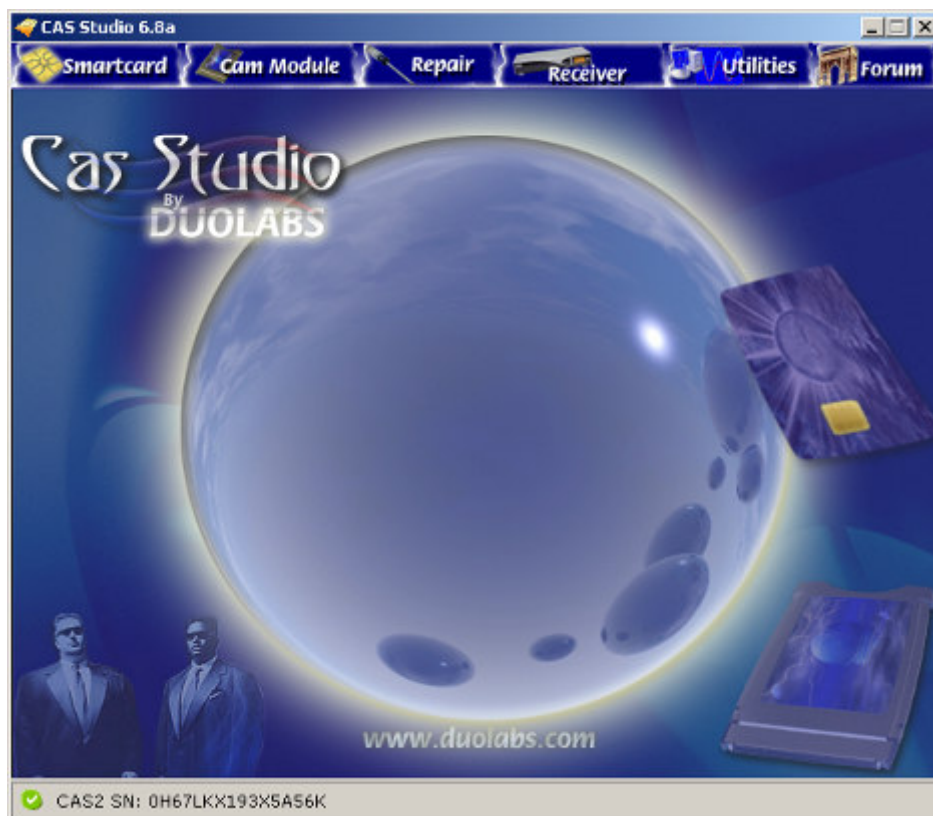 CAS Studio 6.8a
Smartcard Cam Module Repair Receiver Utilities Forum
Cas Studio
By
DUOLABS
www.duolabs.com
CAS2 SN: 0H67LKX193X5A56K